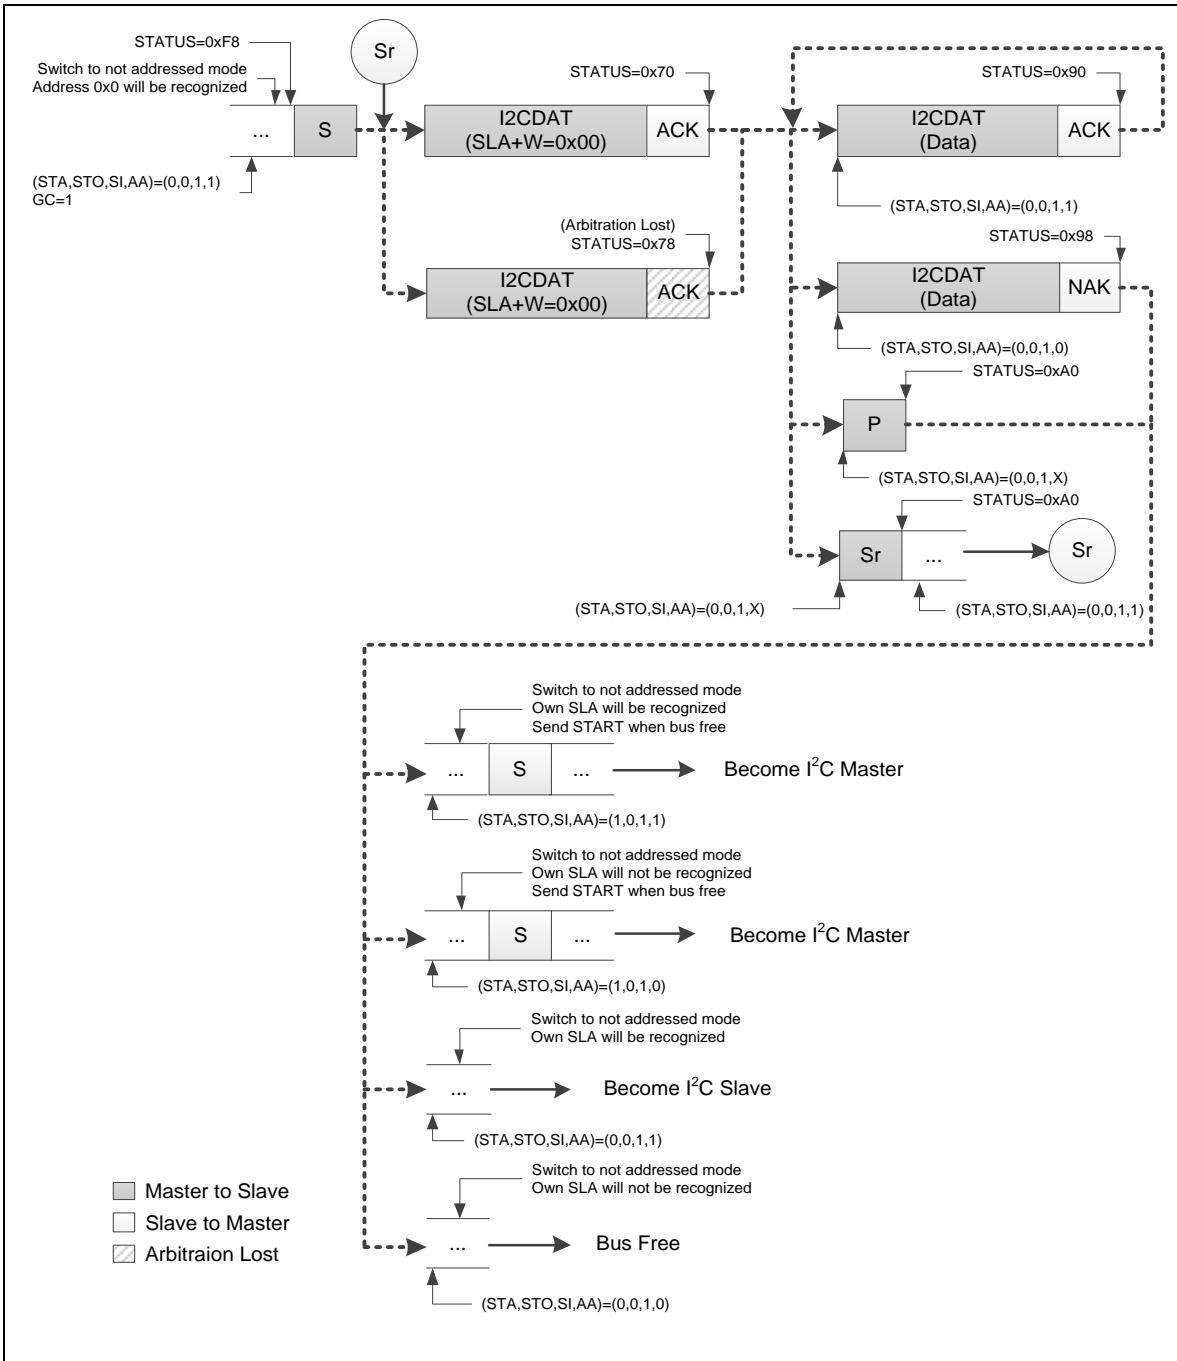 STATUS=0xF8
Sr
Switch to not addressed mode
Address 0x0 will be recognized
STATUS=0x70
STATUS=0x90
...
S
I2CDAT
(SLA+W=0x00)
ACK
I2CDAT
(Data)
ACK
(STA,STO,SI,AA)=(0,0,1,1)
GC=1
(STA,STO,SI,AA)=(0,0,1,1)
(Arbitration Lost)
STATUS=0x78
STATUS=0x98
I2CDAT
(SLA+W=0x00)
ACK
I2CDAT
(Data)
NAK
(STA,STO,SI,AA)=(0,0,1,0)
STATUS=0xA0
P
(STA,STO,SI,AA)=(0,0,1,X)
STATUS=0xA0
Sr
...
Sr
(STA,STO,SI,AA)=(0,0,1,X)
(STA,STO,SI,AA)=(0,0,1,1)
Switch to not addressed mode
Own SLA will be recognized
Send START when bus free
...
S
...
Become I²C Master
(STA,STO,SI,AA)=(1,0,1,1)
Switch to not addressed mode
Own SLA will not be recognized
Send START when bus free
...
S
...
Become I²C Master
(STA,STO,SI,AA)=(1,0,1,0)
Switch to not addressed mode
Own SLA will be recognized
...
Become I²C Slave
(STA,STO,SI,AA)=(0,0,1,1)
Switch to not addressed mode
Own SLA will not be recognized
...
Bus Free
(STA,STO,SI,AA)=(0,0,1,0)
Master to Slave
Slave to Master
Arbitraion Lost